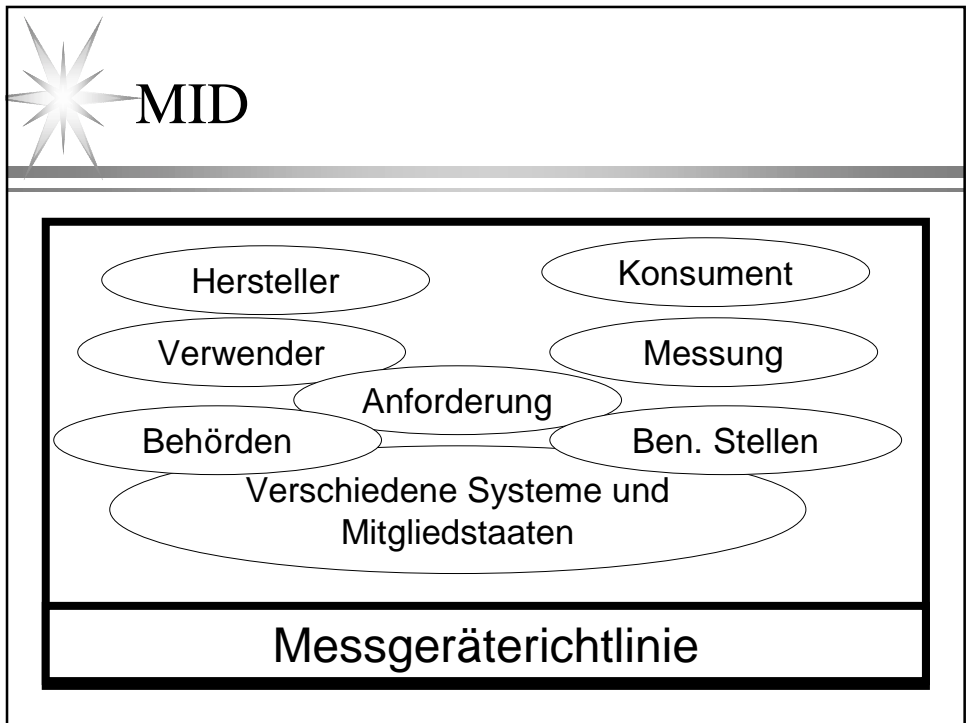 MID
Hersteller
Konsument
Verwender
Messung
Anforderung
Behörden
Ben. Stellen
Verschiedene Systeme und
Mitgliedstaaten
Messgeräterichtlinie